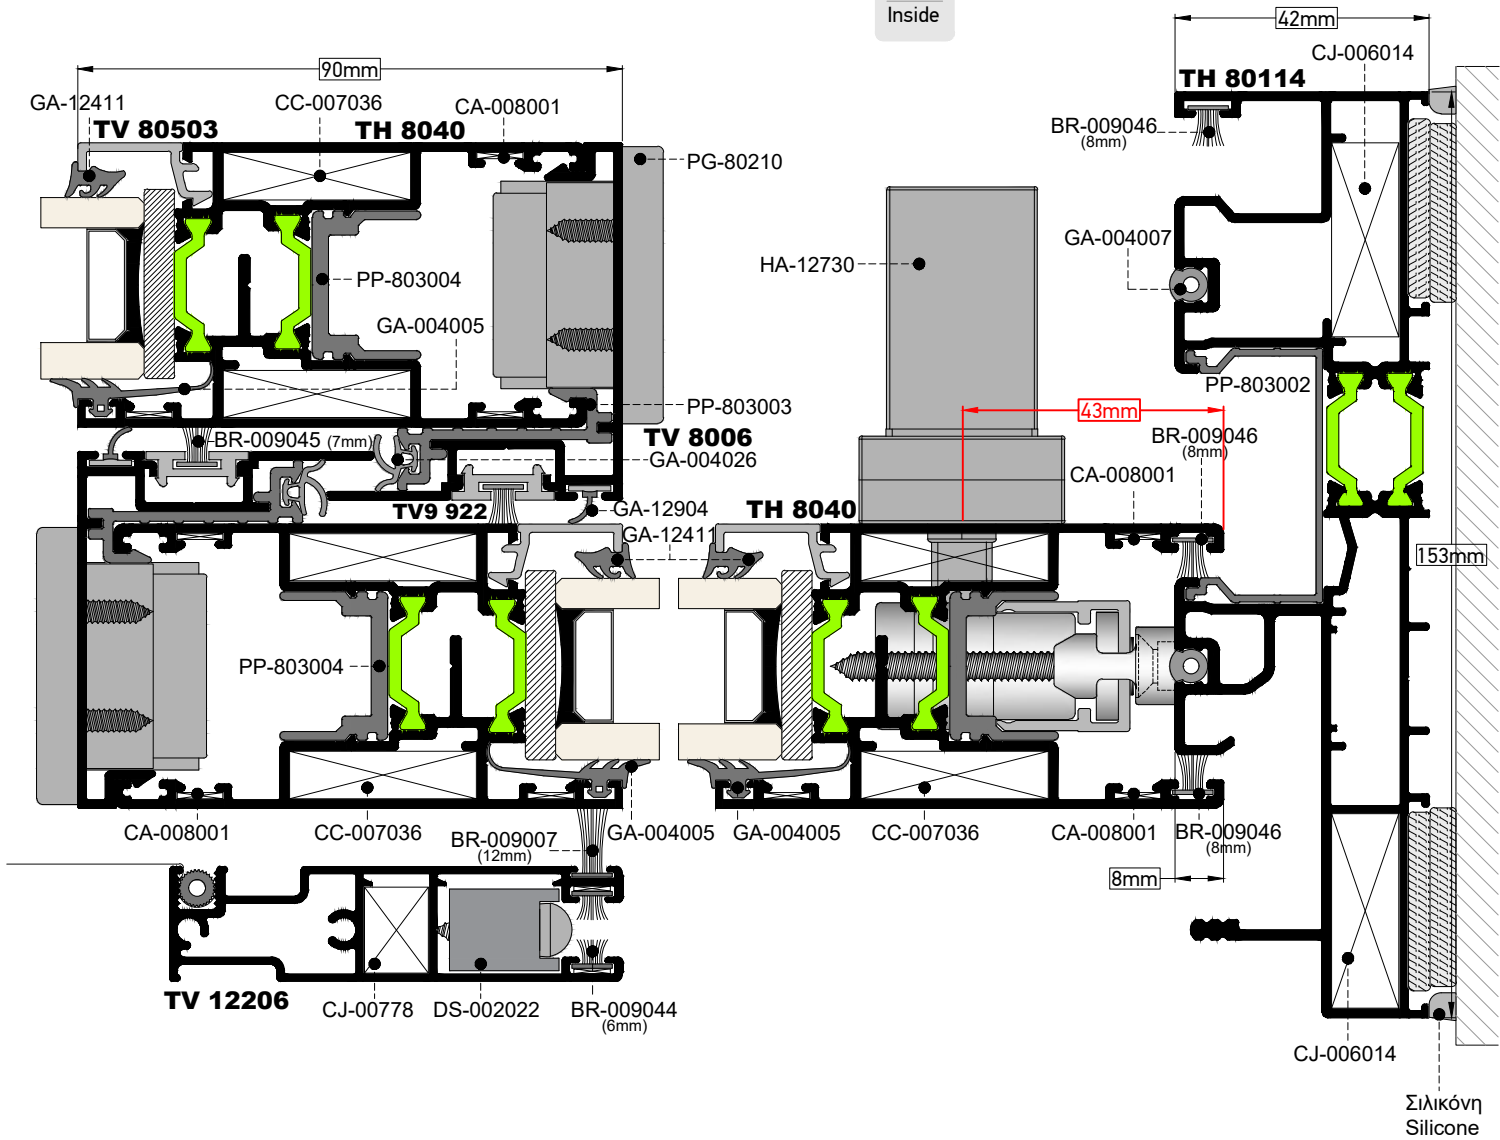 Inside
42mm
CJ-006014
90mm
TH 80114
GA-12411
CC-007036
CA-008001
TV 80503
TH 8040
BR-009046
(8mm)
PG-80210
GA-004007
HA-12730
PP-803004
GA-004005
PP-803002
PP-803003
43mm
BR-009045 (7mm)
TV 8006
BR-009046
(8mm)
GA-004026
CA-008001
TV9 922
GA-12904
TH 8040
GA-12411
153mm
PP-803004
CA-008001
CC-007036
BR-009007
(12mm)
GA-004005
GA-004005
CC-007036
CA-008001
BR-009046
(8mm)
8mm
TV 12206
CJ-00778
DS-002022
BR-009044
(6mm)
CJ-006014
Σιλικόνη
Silicone